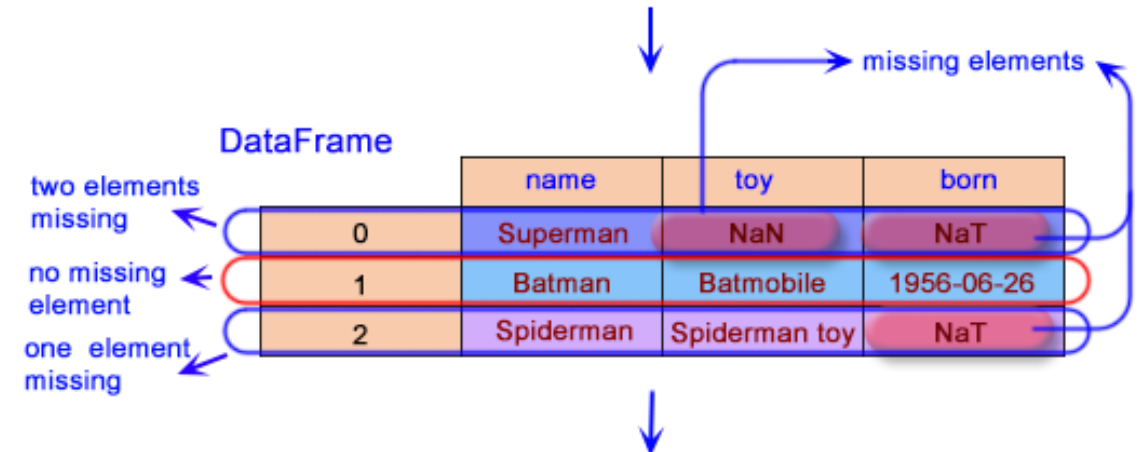 missing elements
DataFrame
name toy born
two elements
missing
0 Superman NaN NaT
no missing
element
1 Batman Batmobile 1956-06-26
one element
missing
2 Spiderman Spiderman toy NaT